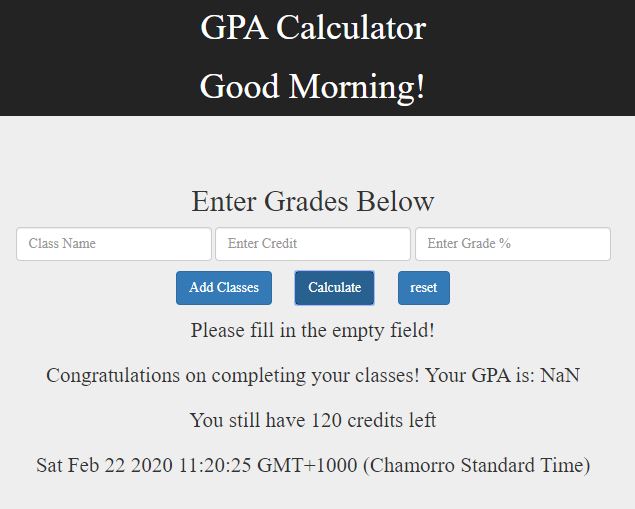 GPA Calculator
Good Morning!
Enter Grades Below
Class Name Enter Credit Enter Grade %
Add Classes Calculate reset
Please fill in the empty field!
Congratulations on completing your classes! Your GPA is: NaN
You still have 120 credits left
Sat Feb 22 2020 11:20:25 GMT+1000 (Chamorro Standard Time)